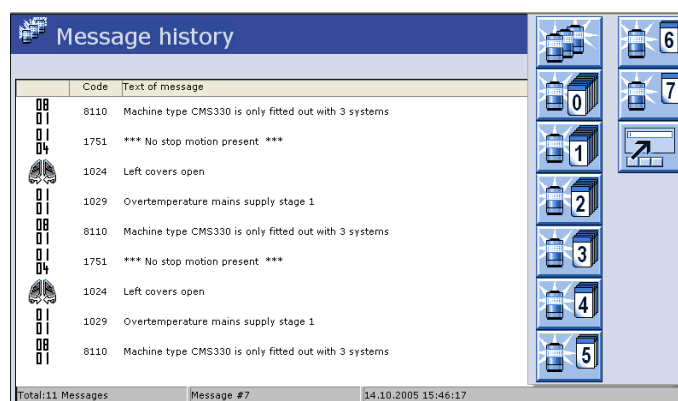 Message history
Code Text of message
08 01 8110 Machine type CMS330 is only fitted out with 3 systems
01 04 1751 *** No stop motion present ***
1024 Left covers open
01 01 1029 Overtemperature mains supply stage 1
08 01 8110 Machine type CMS330 is only fitted out with 3 systems
01 04 1751 *** No stop motion present ***
1024 Left covers open
01 01 1029 Overtemperature mains supply stage 1
08 01 8110 Machine type CMS330 is only fitted out with 3 systems
Total:11 Messages Message #7 14.10.2005 15:46:17
0
1
2
3
4
5
6
7